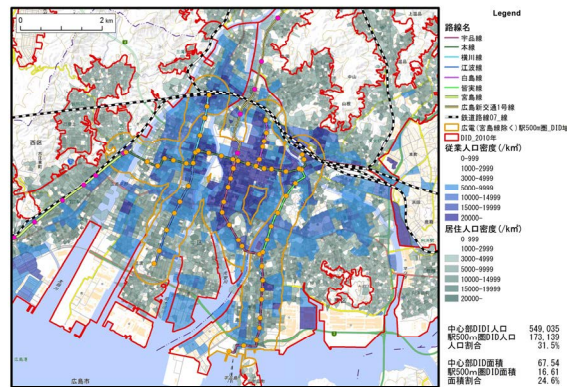 0
2
km
Legend
路線名
宇品線
本線
横川線
江波線
白島線
皆実線
宮島線
広島新交通1号線
鉄道路線07_線
広電(宮島線除く)駅500m圏_DID
DID_2010年
従業人口密度(/km²)
0-999
1000-2999
3000-4999
5000-9999
10000-14999
15000-19999
20000-
居住人口密度(/km²)
0 999
1000-2999
3000-4999
5000-9999
10000-14999
15000-19999
20000-
中心部DIDI人口 549,035
駅500m圏DID人口 173,139
人口割合 31.5%
中心部DID面積 67.54
駅500m圏DID面積 16.61
面積割合 24.6%
広島市